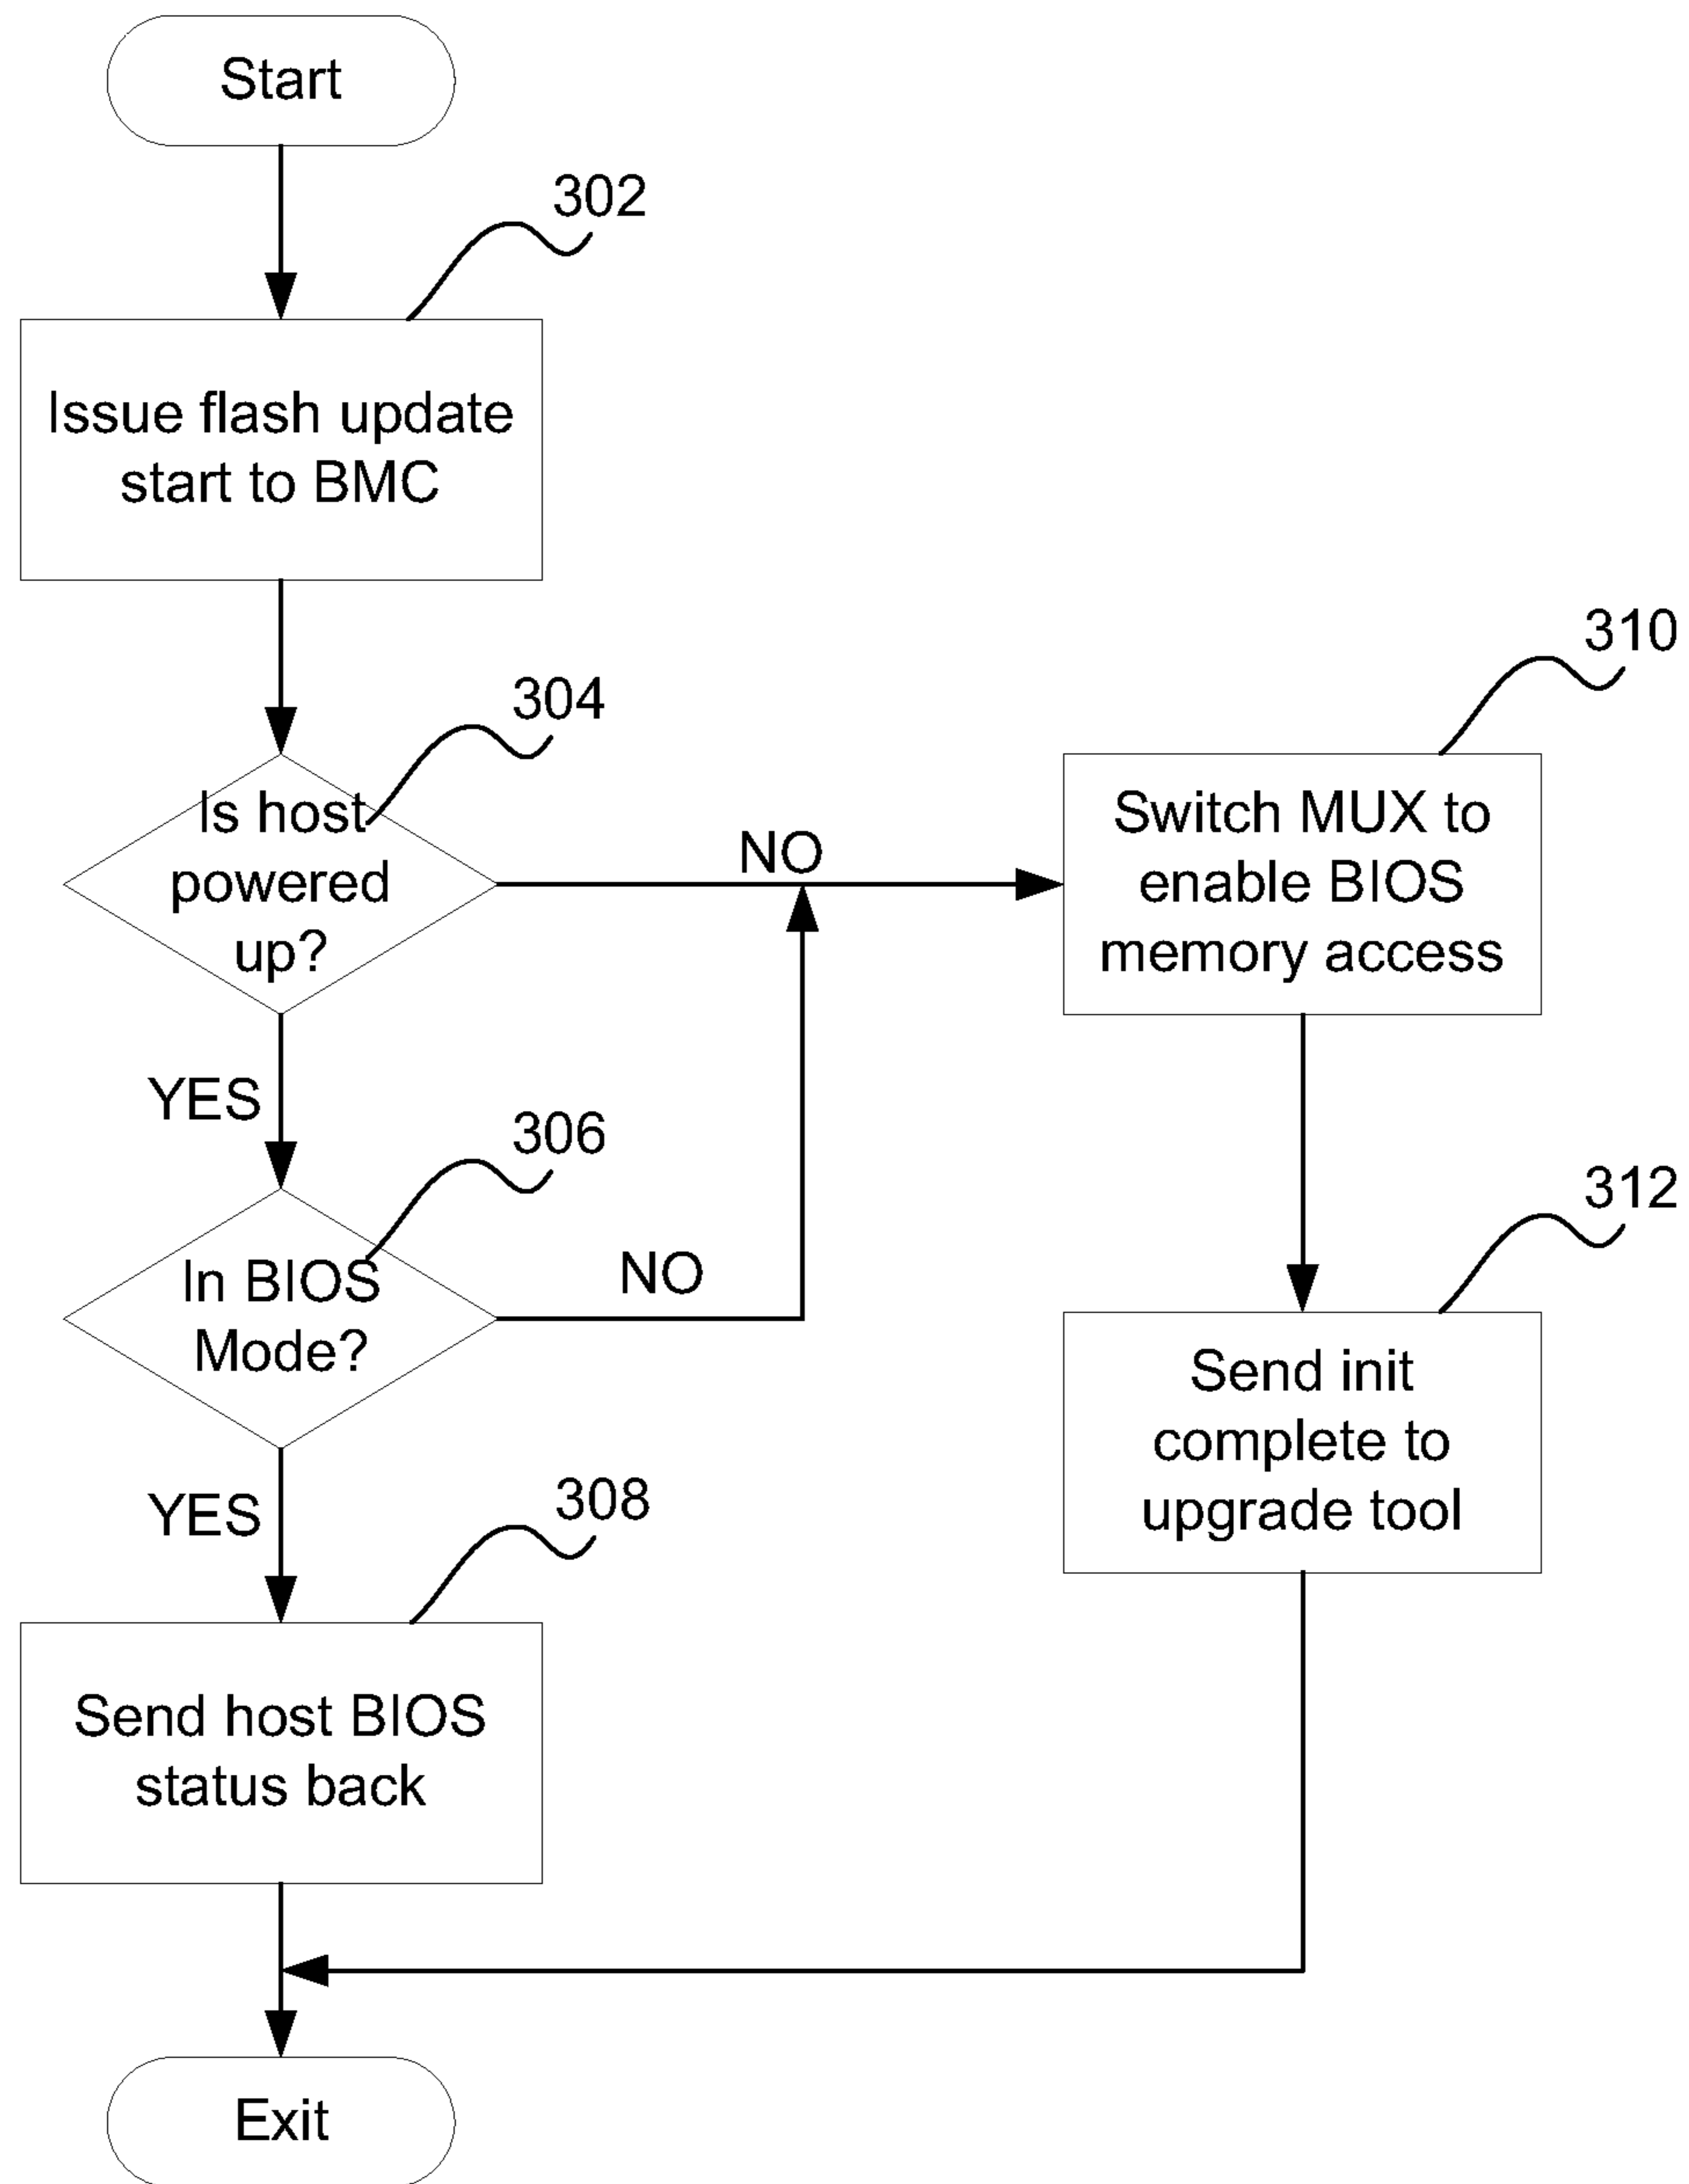 Start
302
Issue flash update
start to BMC
304
Is host
powered
up?
NO
310
Switch MUX to
enable BIOS
memory access
YES
306
In BIOS
Mode?
NO
312
Send init
complete to
upgrade tool
YES
308
Send host BIOS
status back
Exit